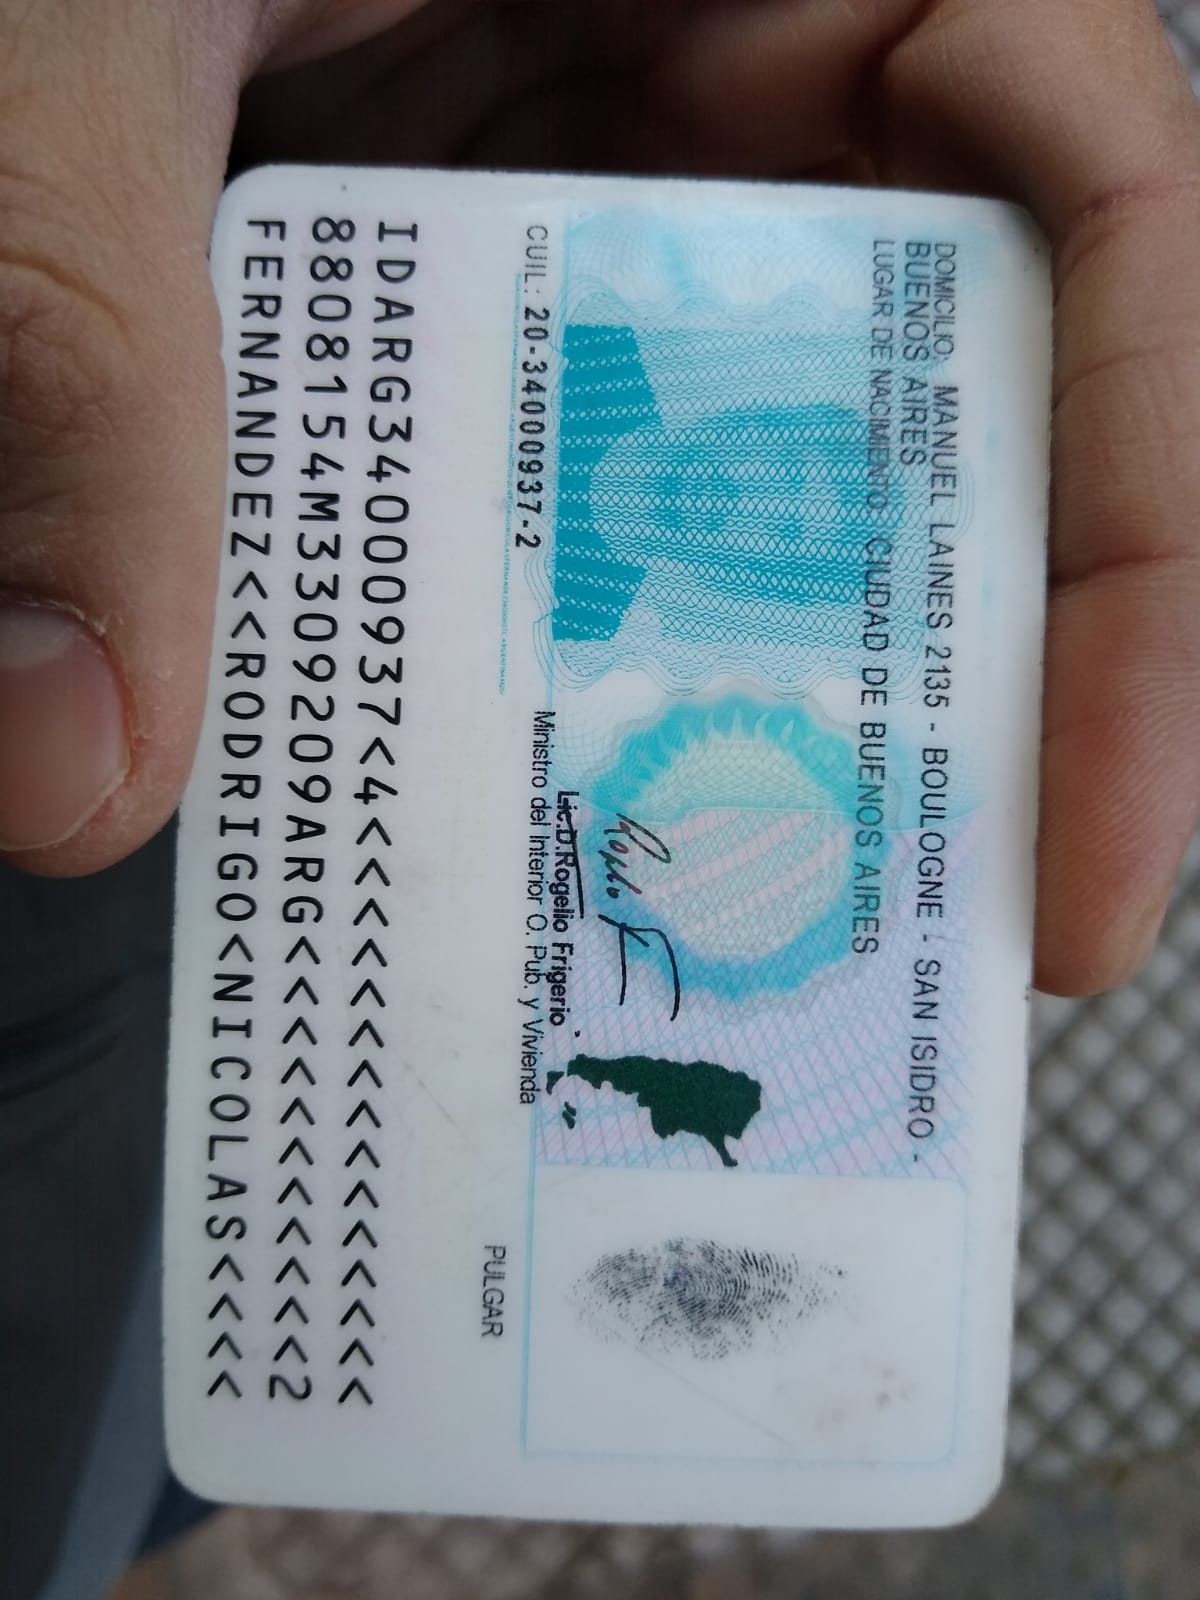 DOMICILIO: MANUEL LAINES 2135 - BOULOGNE - SAN ISIDRO -
BUENOS AIRES
LUGAR DE NACIMIENTO: CIUDAD DE BUENOS AIRES
Lic.D.Rogelio Frigerio
Ministro del Interior O. Pub. y Vivienda
CUIL: 20-34000937-2
PULGAR
IDARG34000937<4<<<<<<<<<<<<<<<
8808154M3309209ARG<<<<<<<<<<<2
FERNANDEZ<<RODRIGO<NICOLAS<<<<